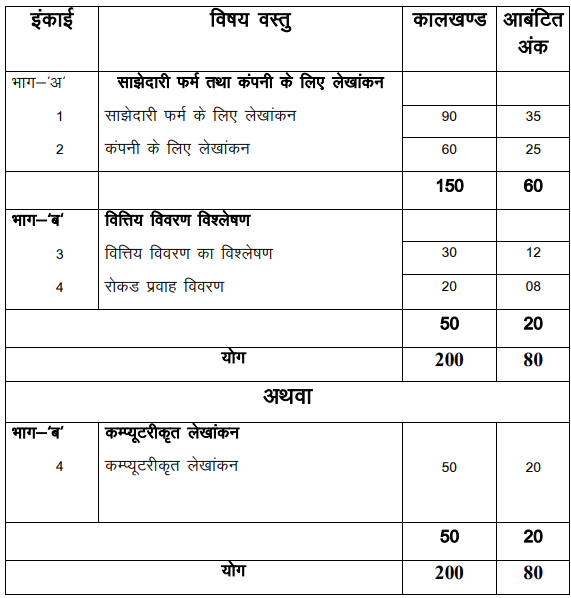 इंकाई विषय वस्तु कालखण्ड आबंटित अंक
भाग–'अ' साझेदारी फर्म तथा कंपनी के लिए लेखांकन
1 साझेदारी फर्म के लिए लेखांकन 90 35
2 कंपनी के लिए लेखांकन 60 25
150 60
भाग–'ब' वित्तिय विवरण विश्लेषण
3 वित्तिय विवरण का विश्लेषण 30 12
4 रोकड प्रवाह विवरण 20 08
50 20
योग 200 80
अथवा
भाग–'ब' कम्प्यूटरीकृत लेखांकन
4 कम्प्यूटरीकृत लेखांकन 50 20
50 20
योग 200 80